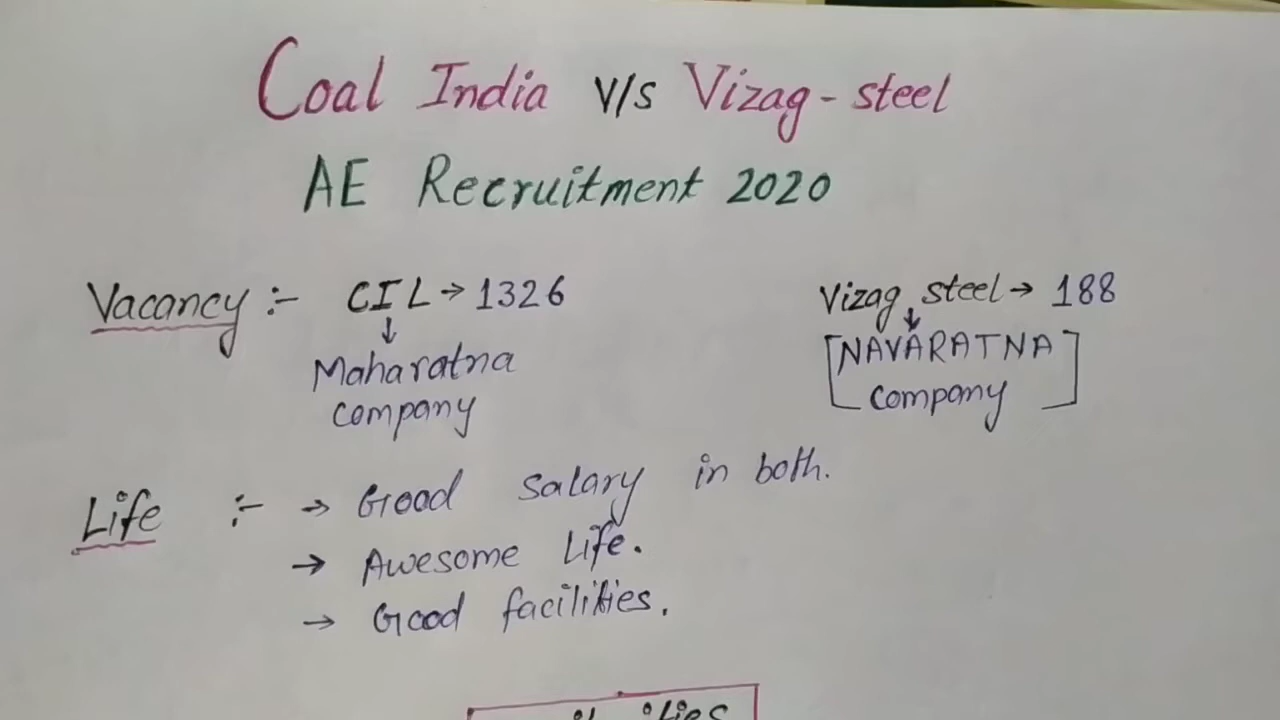 Coal India v/s Vizag-steel
AE Recruitment 2020
Vacancy :- CIL → 1326 Vizag steel → 188
↓ ↓
Maharatna [NAVARATNA
company company]
Life :- → Good salary in both.
→ Awesome Life.
→ Good facilities.